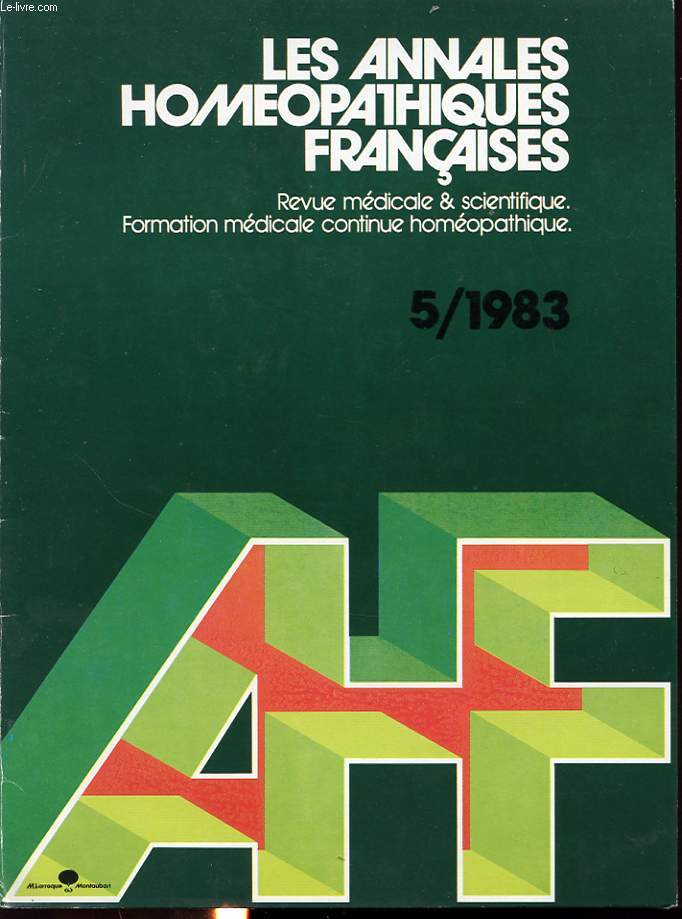 Le-livre.com
LES ANNALES
HOMEOPATHIQUES
FRANÇAISES
Revue médicale & scientifique.
Formation médicale continue homéopathique.
5/1983
AHF
M.Larroque Montauban